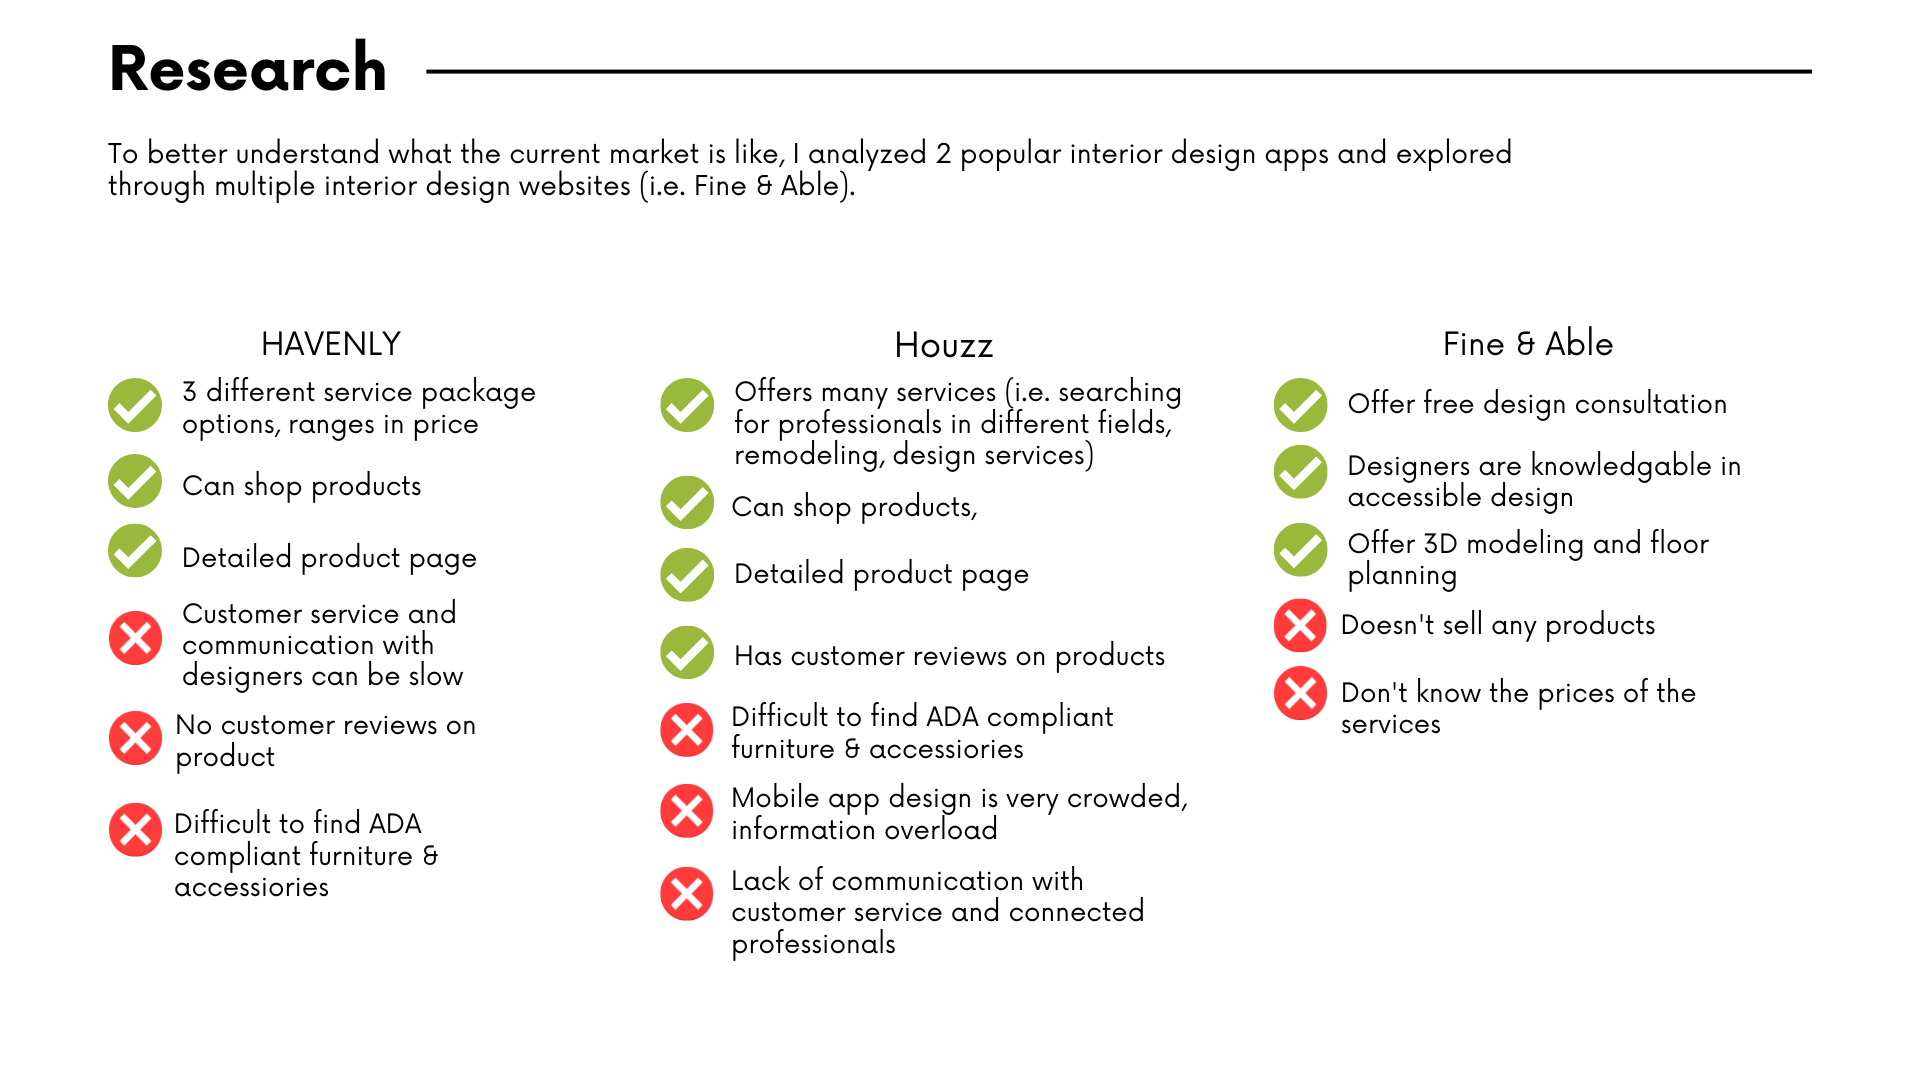 Research
To better understand what the current market is like, I analyzed 2 popular interior design apps and explored
through multiple interior design websites (i.e. Fine & Able).
HAVENLY
3 different service package
options, ranges in price
Can shop products
Detailed product page
Customer service and
communication with
designers can be slow
No customer reviews on
product
Difficult to find ADA
compliant furniture &
accessiories
Houzz
Offers many services (i.e. searching
for professionals in different fields,
remodeling, design services)
Can shop products,
Detailed product page
Has customer reviews on products
Difficult to find ADA compliant
furniture & accessiories
Mobile app design is very crowded,
information overload
Lack of communication with
customer service and connected
professionals
Fine & Able
Offer free design consultation
Designers are knowledgable in
accessible design
Offer 3D modeling and floor
planning
Doesn't sell any products
Don't know the prices of the
services